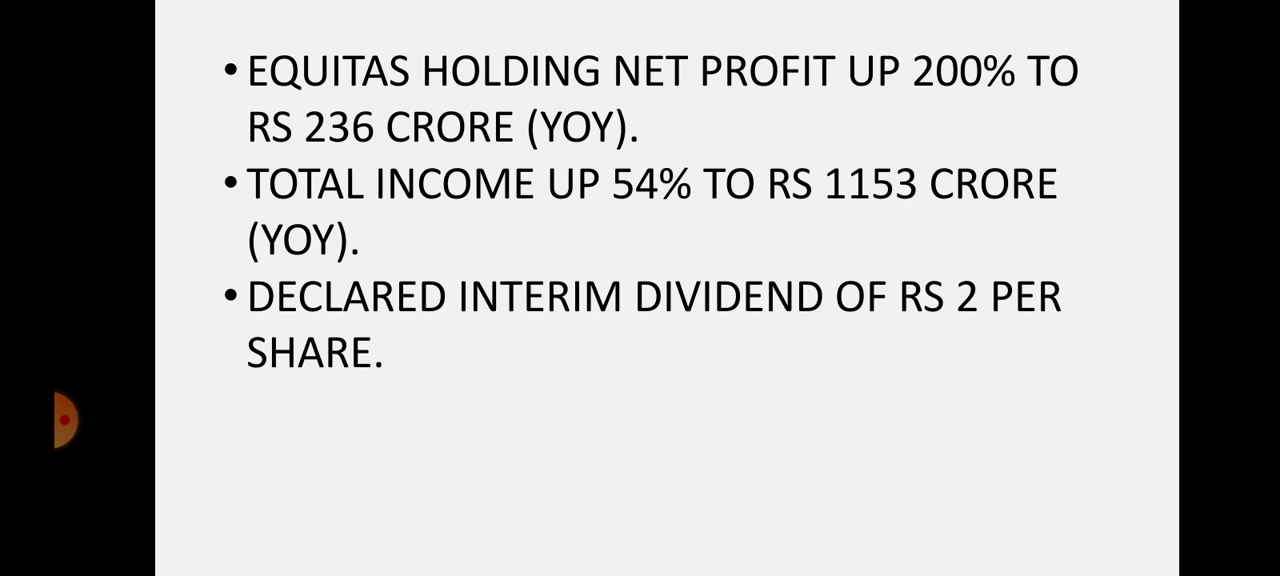 • EQUITAS HOLDING NET PROFIT UP 200% TO
RS 236 CRORE (YOY).
• TOTAL INCOME UP 54% TO RS 1153 CRORE
(YOY).
• DECLARED INTERIM DIVIDEND OF RS 2 PER
SHARE.